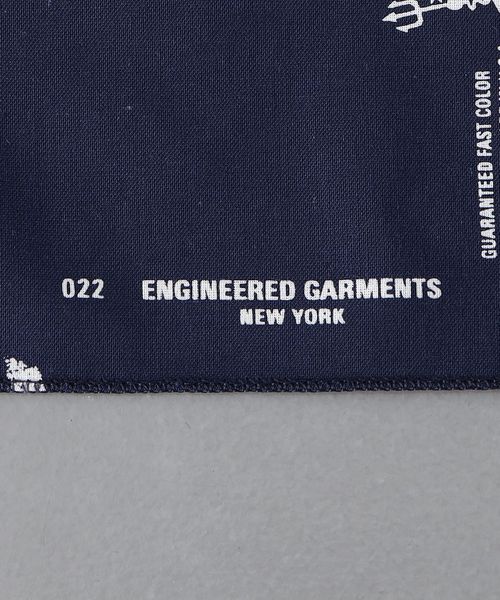 GUARANTEED FAST COLOR
022 ENGINEERED GARMENTS
NEW YORK